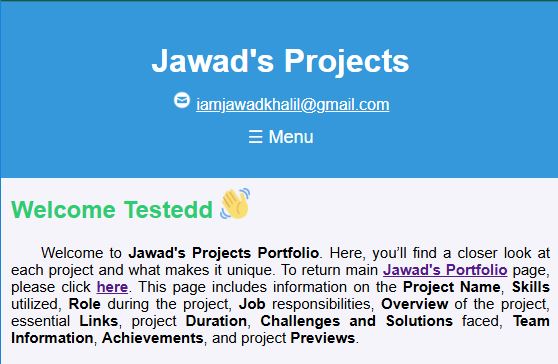 Jawad's Projects
iamjawadkhalil@gmail.com
☰ Menu
Welcome Testedd 👋
Welcome to Jawad's Projects Portfolio. Here, you’ll find a closer look at
each project and what makes it unique. To return main Jawad's Portfolio page,
please click here. This page includes information on the Project Name, Skills
utilized, Role during the project, Job responsibilities, Overview of the project,
essential Links, project Duration, Challenges and Solutions faced, Team
Information, Achievements, and project Previews.